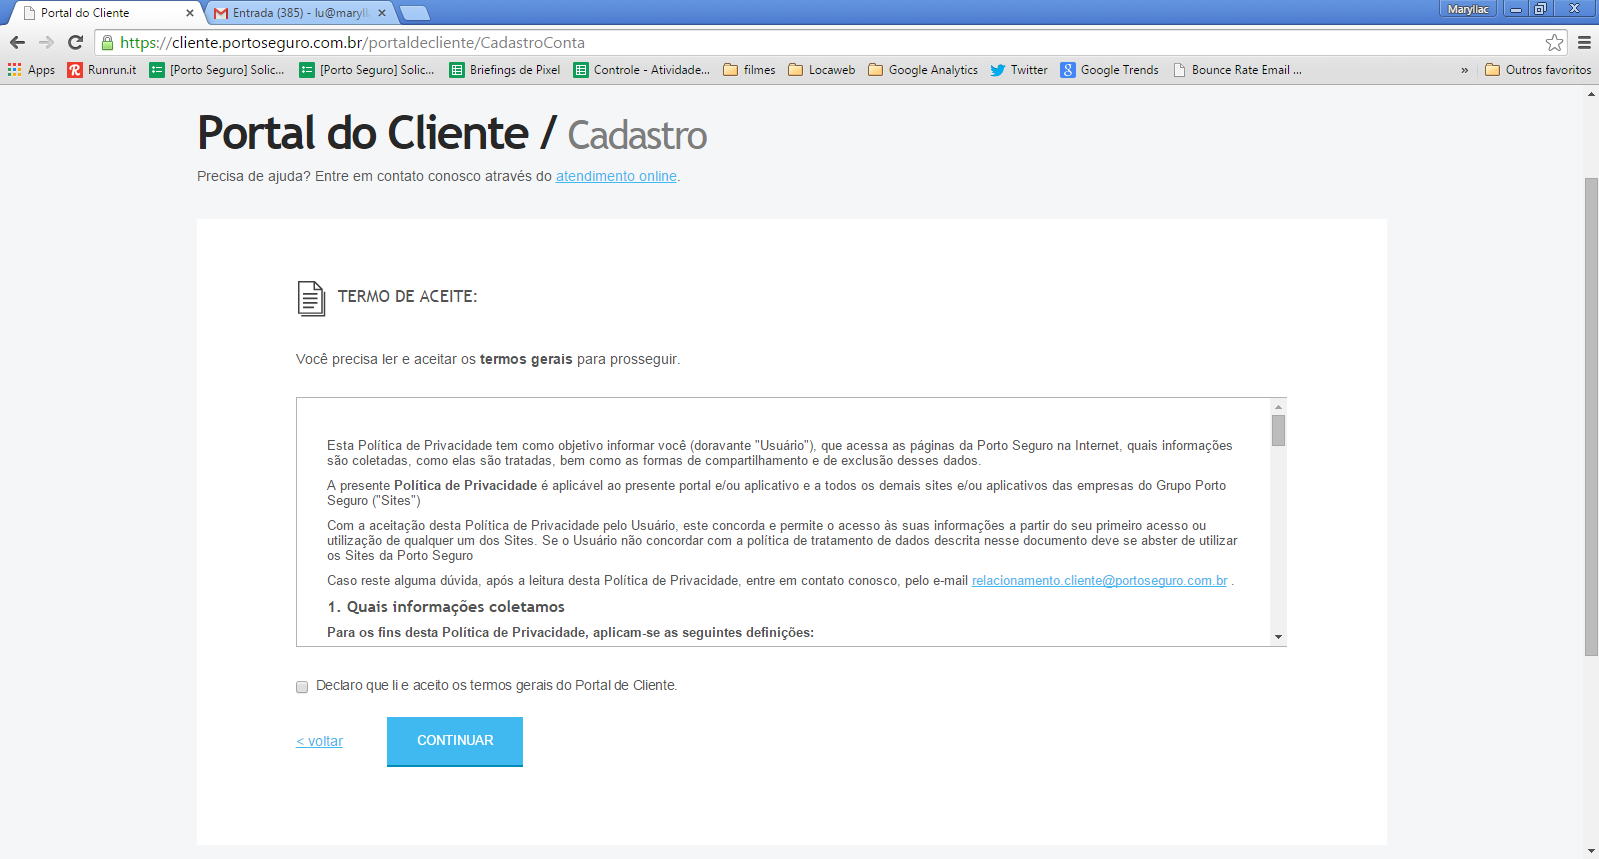 Portal do Cliente
Entrada (385) - lu@maryll
Maryllac
https://cliente.portoseguro.com.br/portaldecliente/CadastroConta
Apps
Runrun.it
[Porto Seguro] Solic...
[Porto Seguro] Solic...
Briefings de Pixel
Controle - Atividade...
filmes
Locaweb
Google Analytics
Twitter
Google Trends
Bounce Rate Email ...
»
Outros favoritos
Portal do Cliente / Cadastro
Precisa de ajuda? Entre em contato conosco através do atendimento online.
TERMO DE ACEITE:
Você precisa ler e aceitar os termos gerais para prosseguir.
Esta Política de Privacidade tem como objetivo informar você (doravante "Usuário"), que acessa as páginas da Porto Seguro na Internet, quais informações
são coletadas, como elas são tratadas, bem como as formas de compartilhamento e de exclusão desses dados.
A presente Política de Privacidade é aplicável ao presente portal e/ou aplicativo e a todos os demais sites e/ou aplicativos das empresas do Grupo Porto
Seguro ("Sites")
Com a aceitação desta Política de Privacidade pelo Usuário, este concorda e permite o acesso às suas informações a partir do seu primeiro acesso ou
utilização de qualquer um dos Sites. Se o Usuário não concordar com a política de tratamento de dados descrita nesse documento deve se abster de utilizar
os Sites da Porto Seguro
Caso reste alguma dúvida, após a leitura desta Política de Privacidade, entre em contato conosco, pelo e-mail relacionamento.cliente@portoseguro.com.br .
1. Quais informações coletamos
Para os fins desta Política de Privacidade, aplicam-se as seguintes definições:
Declaro que li e aceito os termos gerais do Portal de Cliente.
< voltar
CONTINUAR